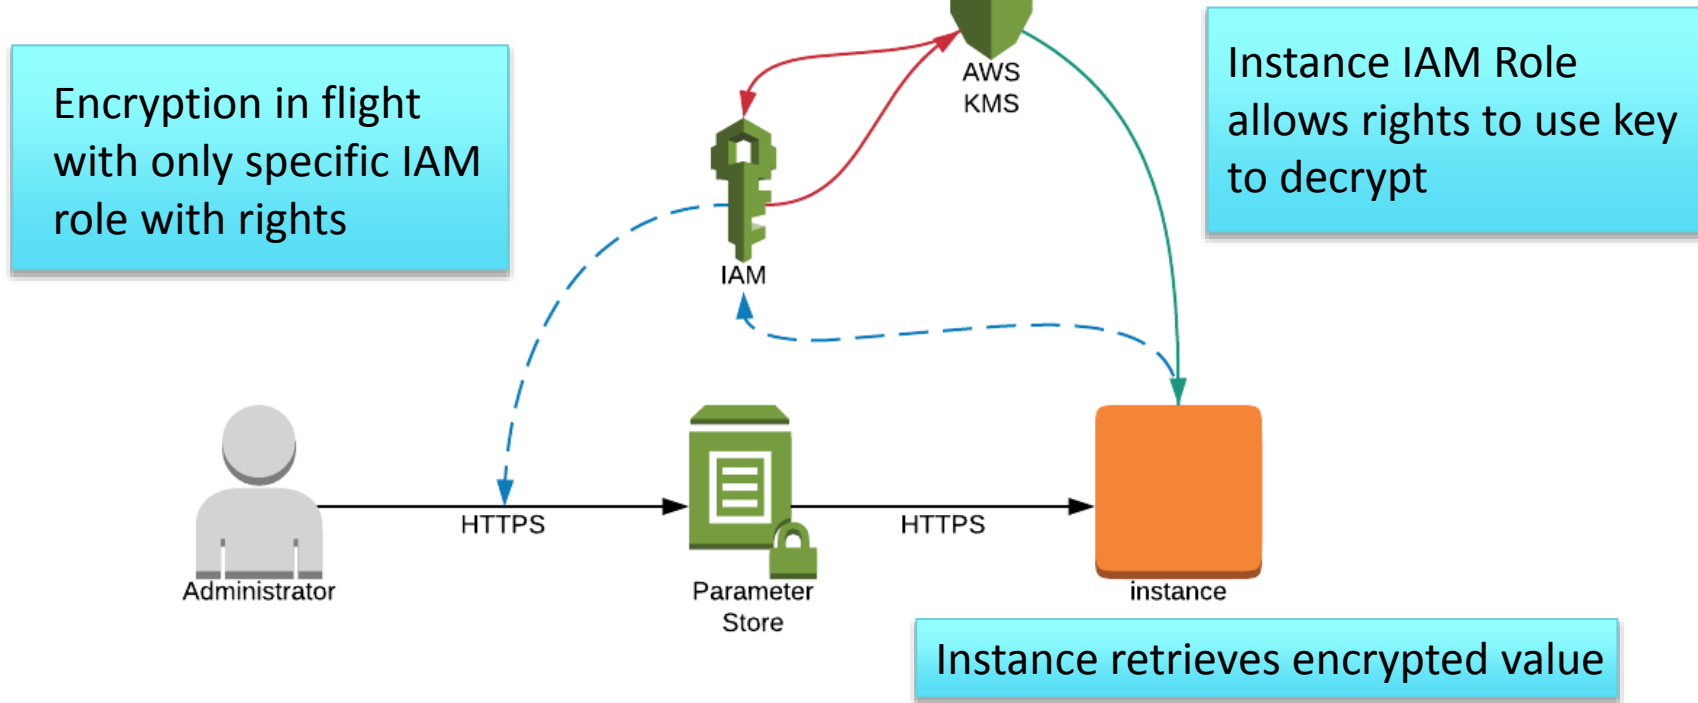 Encryption in flight
with only specific IAM
role with rights
AWS
KMS
Instance IAM Role
allows rights to use key
to decrypt
IAM
HTTPS
HTTPS
Administrator
Parameter
Store
instance
Instance retrieves encrypted value